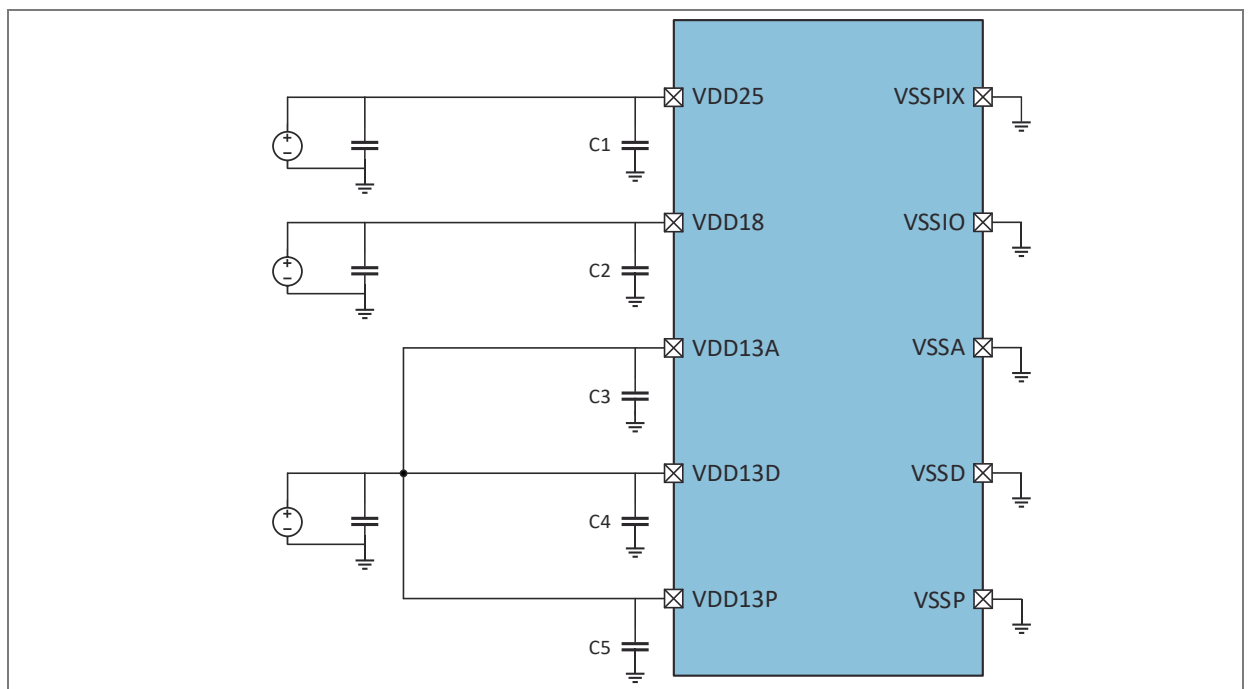 VDD25 VSSPIX
C1
VDD18 VSSIO
C2
VDD13A VSSA
C3
VDD13D VSSD
C4
VDD13P VSSP
C5